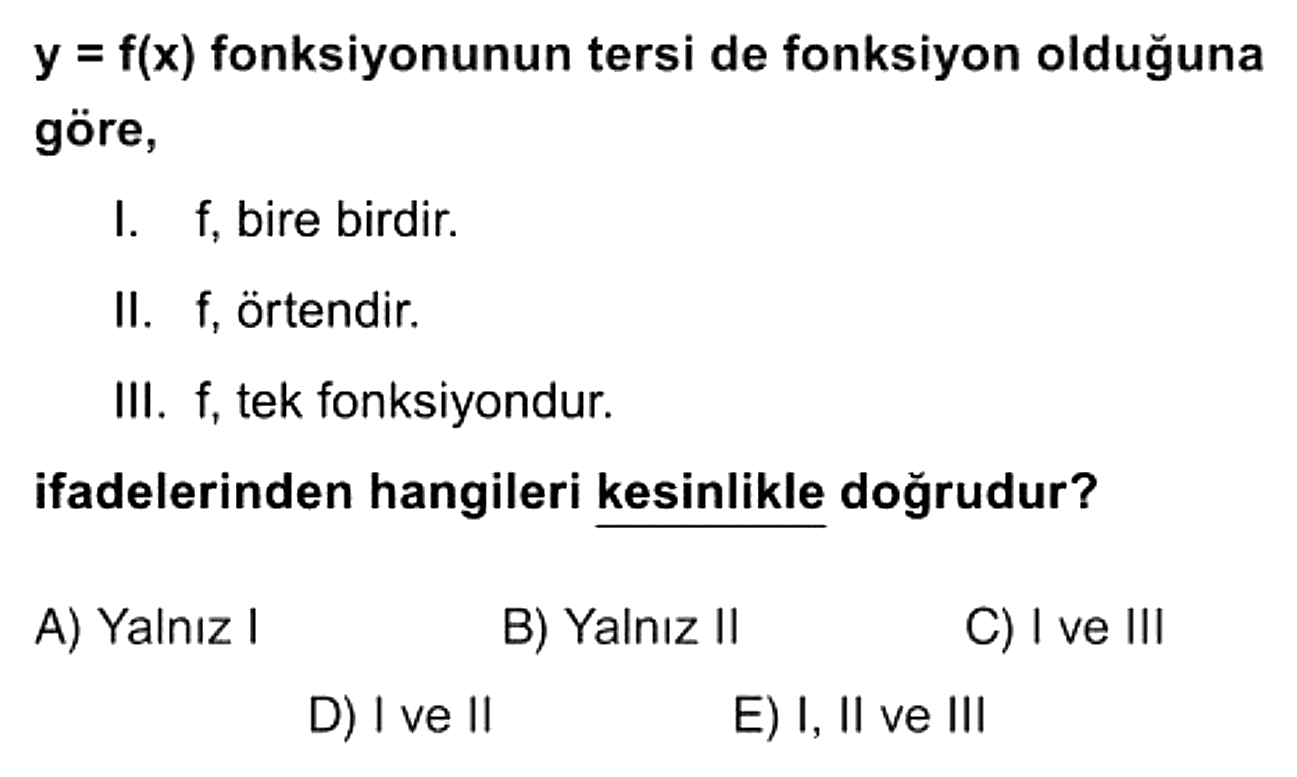 y = f(x) fonksiyonunun tersi de fonksiyon olduğuna
göre,
I. f, bire birdir.
II. f, örtendir.
III. f, tek fonksiyondur.
ifadelerinden hangileri kesinlikle doğrudur?
A) Yalnız I B) Yalnız II C) I ve III
D) I ve II E) I, II ve III